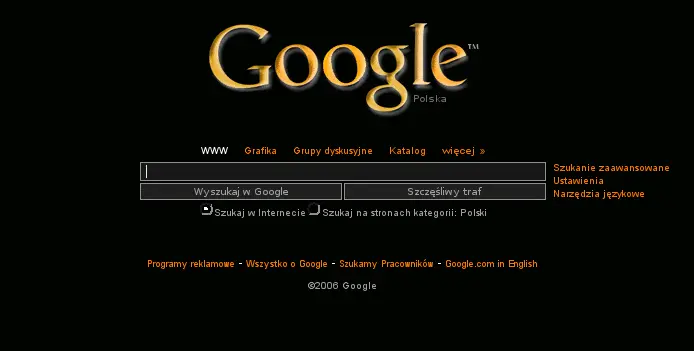 Google™
Polska
WWW Grafika Grupy dyskusyjne Katalog więcej »
Szukanie zaawansowane
Ustawienia
Narzędzia językowe
Wyszukaj w Google Szczęśliwy traf
Szukaj w Internecie Szukaj na stronach kategorii: Polski
Programy reklamowe - Wszystko o Google - Szukamy Pracowników - Google.com in English
©2006 Google